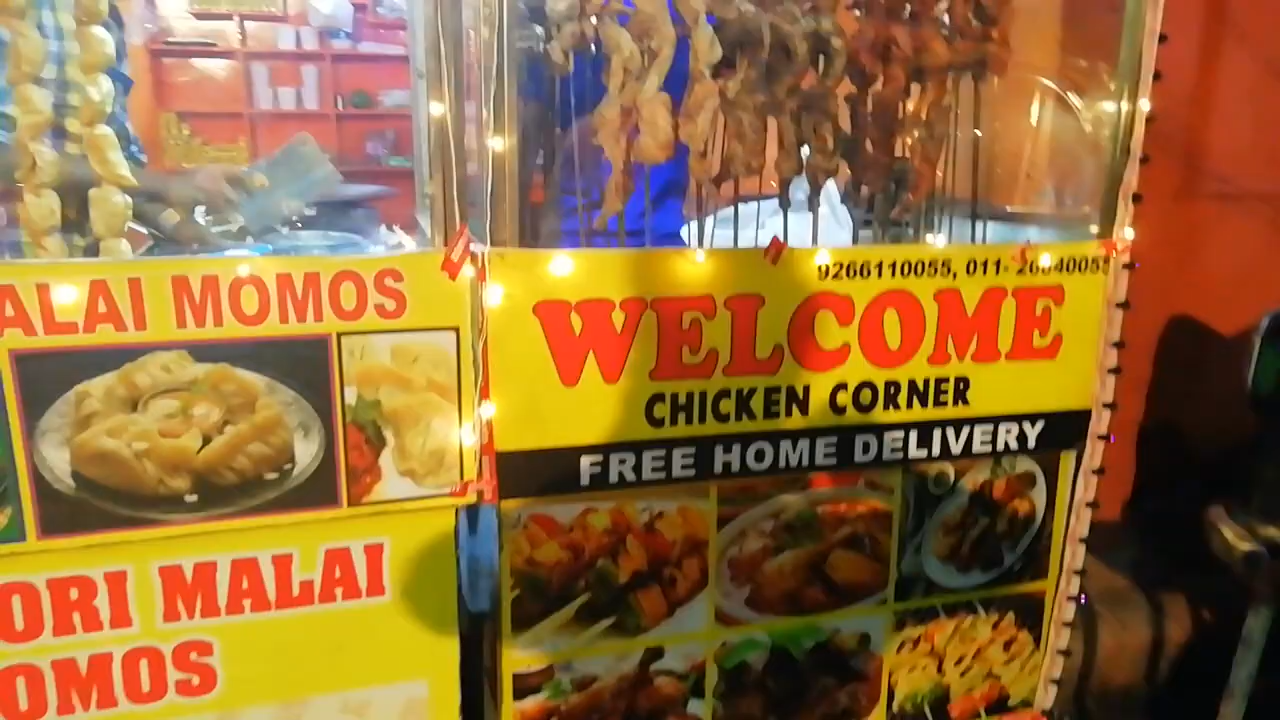 ALAI MOMOS
ORI MALAI
OMOS
9266110055, 011-
WELCOME
CHICKEN CORNER
FREE HOME DELIVERY